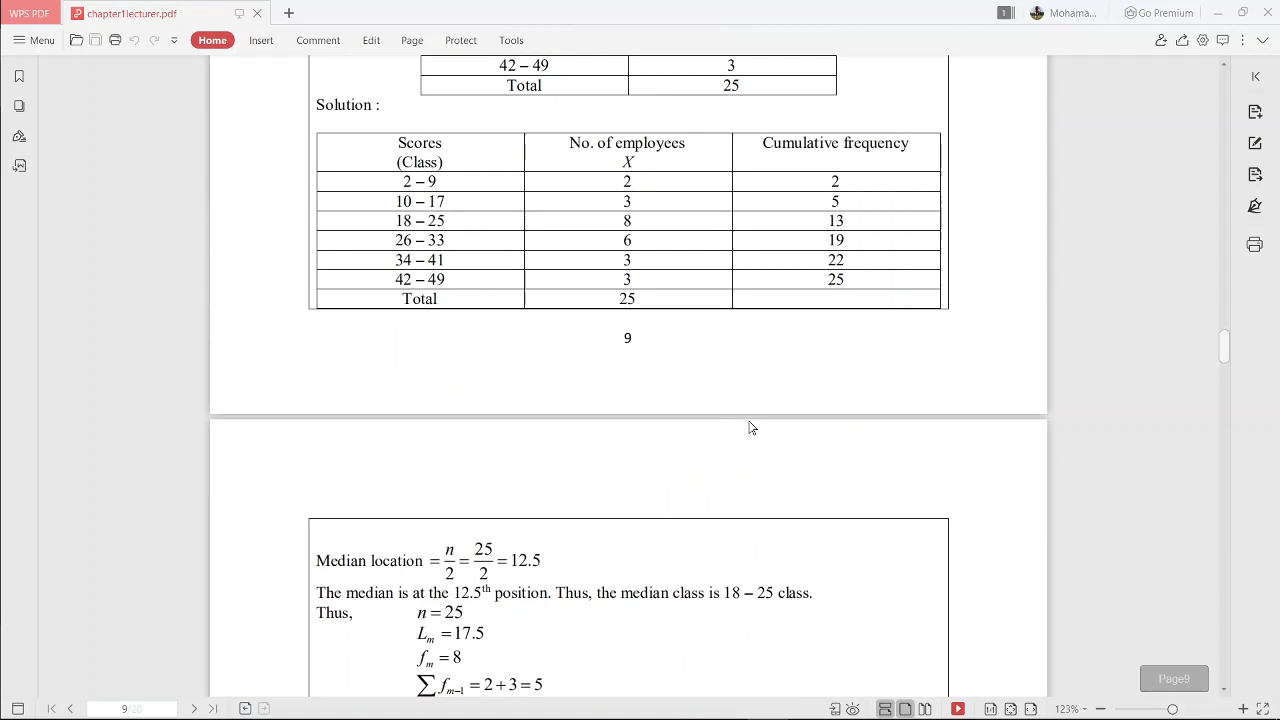 WPS PDF chapter1lecturer.pdf 1 Mohama... Go Premium
Menu Home Insert Comment Edit Page Protect Tools
42 – 49 3
Total 25
Solution :
Scores No. of employees Cumulative frequency
(Class) X
2 – 9 2 2
10 – 17 3 5
18 – 25 8 13
26 – 33 6 19
34 – 41 3 22
42 – 49 3 25
Total 25
9
Median location = n/2 = 25/2 = 12.5
The median is at the 12.5th position. Thus, the median class is 18 – 25 class.
Thus, n = 25
Lm = 17.5
fm = 8
∑ fm−1 = 2 + 3 = 5
Page9
9/20 123%